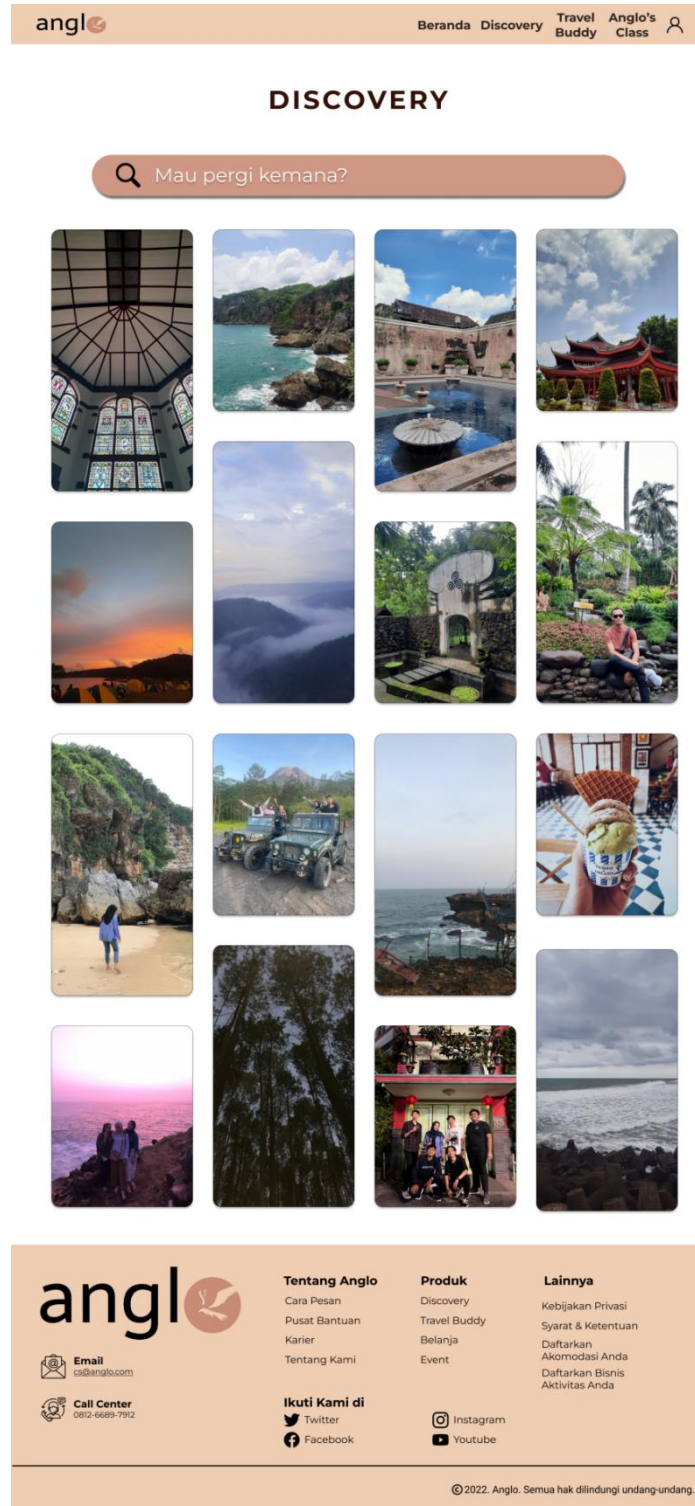 anglo
Beranda Discovery Travel Buddy Anglo's Class
DISCOVERY
Mau pergi kemana?
anglo
Email
cs@anglo.com
Call Center
0812-6689-7912
Tentang Anglo
Cara Pesan
Pusat Bantuan
Karier
Tentang Kami
Produk
Discovery
Travel Buddy
Belanja
Event
Lainnya
Kebijakan Privasi
Syarat & Ketentuan
Daftarkan
Akomodasi Anda
Daftarkan Bisnis
Aktivitas Anda
Ikuti Kami di
Twitter
Facebook
Instagram
Youtube
© 2022. Anglo. Semua hak dilindungi undang-undang.